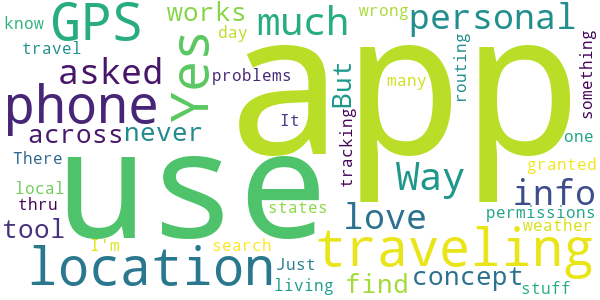 know
GPS
works
much
wrong
personal
travel
day
app
asked
Yes
problems
But
many
routing
something
phone
It
tracking
across
never
one
There
use
Way
granted
local
info
thru
states
love
permissions
tool
I'm
search
traveling
weather
location
Just
find
concept
living
stuff